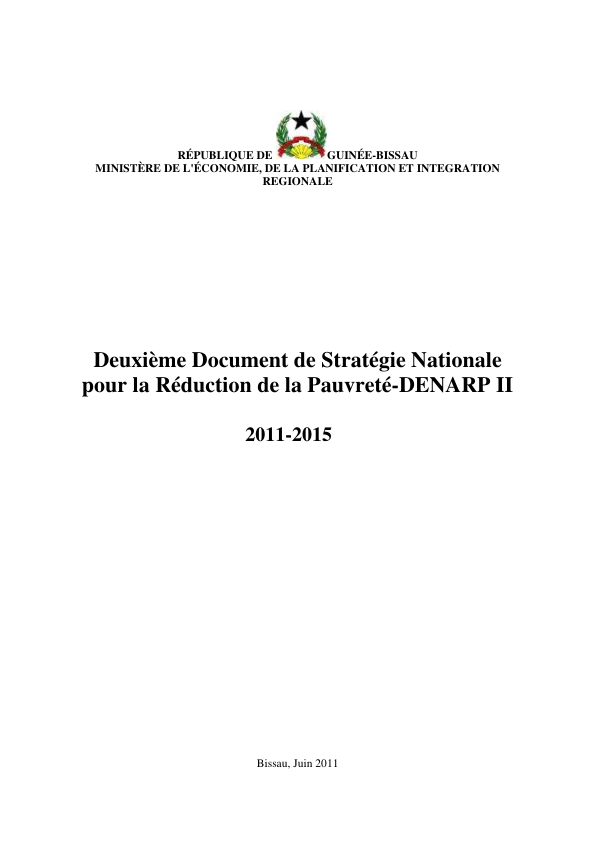 RÉPUBLIQUE DE GUINÉE-BISSAU
MINISTÈRE DE L'ÉCONOMIE, DE LA PLANIFICATION ET INTEGRATION
REGIONALE
Deuxième Document de Stratégie Nationale
pour la Réduction de la Pauvreté-DENARP II
2011-2015
Bissau, Juin 2011